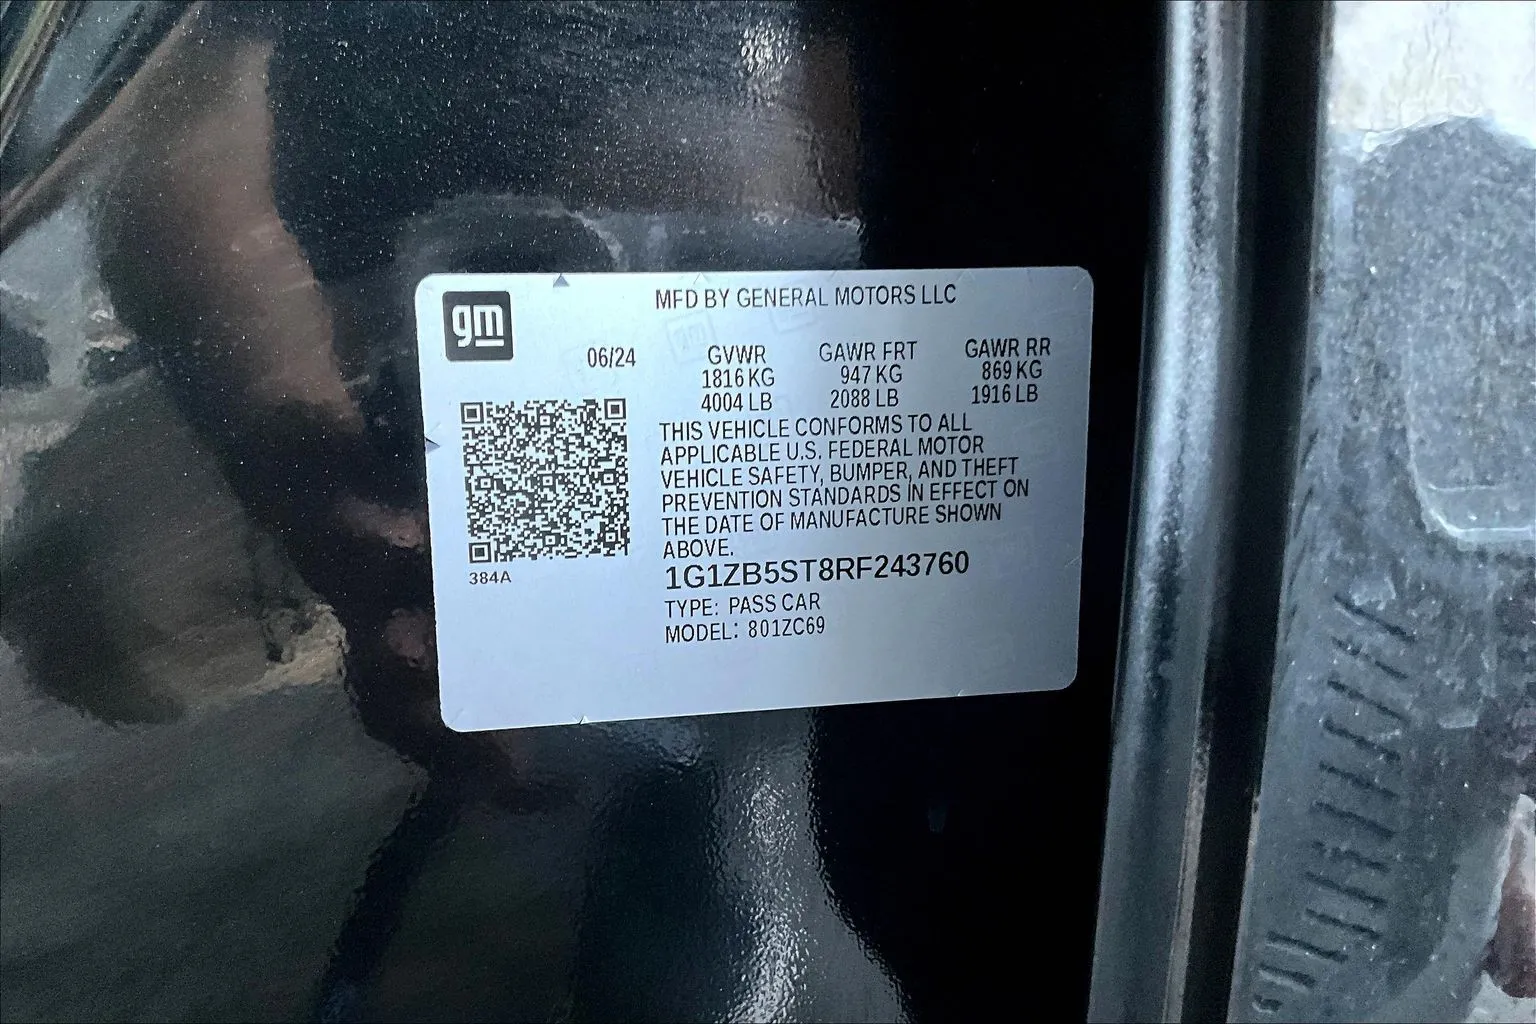 gm
MFD BY GENERAL MOTORS LLC
06/24
GVWR GAWR FRT GAWR RR
1816 KG 947 KG 869 KG
4004 LB 2088 LB 1916 LB
THIS VEHICLE CONFORMS TO ALL
APPLICABLE U.S. FEDERAL MOTOR
VEHICLE SAFETY, BUMPER, AND THEFT
PREVENTION STANDARDS IN EFFECT ON
THE DATE OF MANUFACTURE SHOWN
ABOVE.
384A
1G1ZB5ST8RF243760
TYPE: PASS CAR
MODEL: 801ZC69